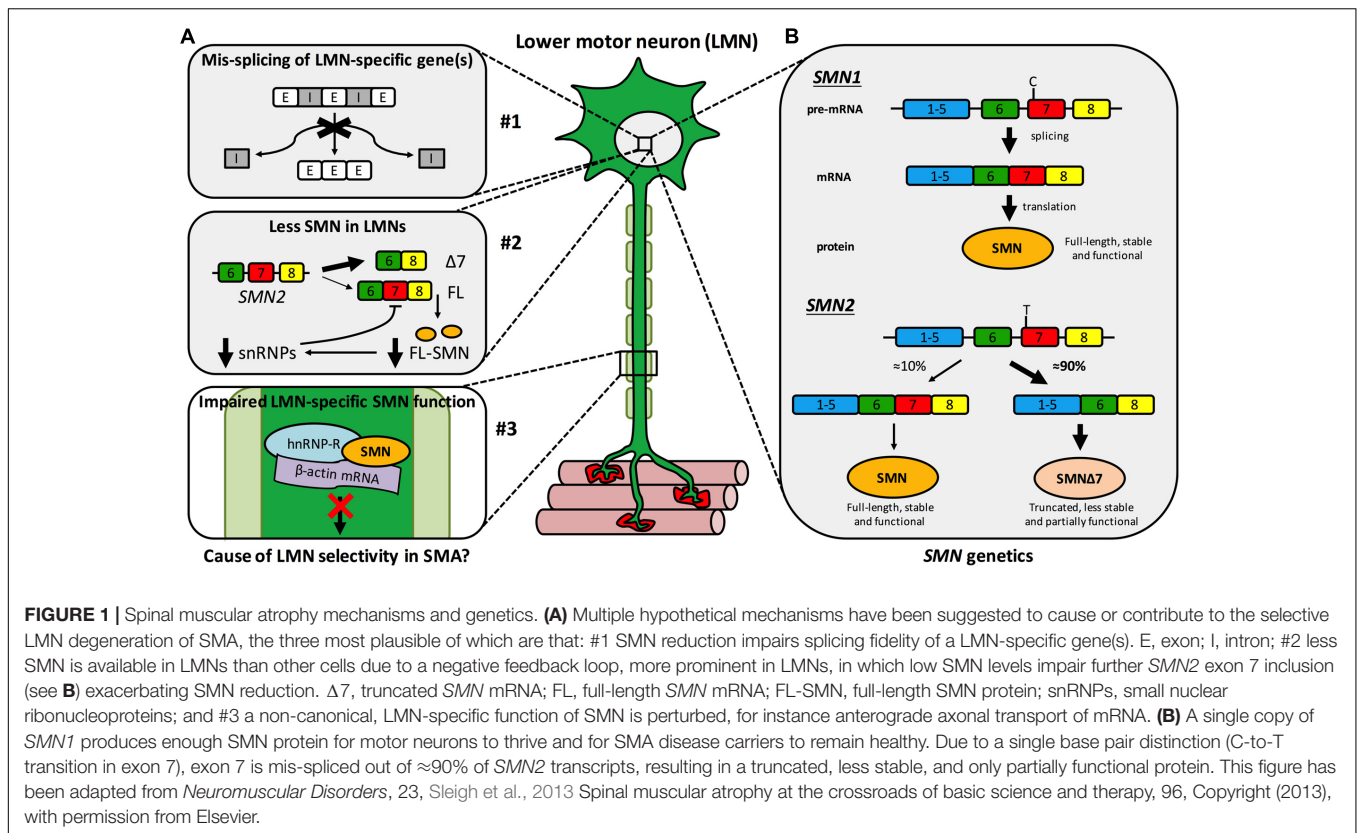 A
Lower motor neuron (LMN)
B
Mis-splicing of LMN-specific gene(s)
E I E I E
I
I
E E E
#1
Less SMN in LMNs
6 7 8
SMN2
6 8
Δ7
6 7 8
FL
snRNPs
FL-SMN
#2
Impaired LMN-specific SMN function
hnRNP-R
SMN
β-actin mRNA
#3
Cause of LMN selectivity in SMA?
SMN1
C
pre-mRNA
1-5 6 7 8
splicing
mRNA
1-5 6 7 8
translation
protein
SMN
Full-length, stable
and functional
SMN2
T
1-5 6 7 8
≈10%
≈90%
1-5 6 7 8
1-5 6 8
SMN
SMNΔ7
Full-length, stable
and functional
Truncated, less stable
and partially functional
SMN genetics
FIGURE 1 | Spinal muscular atrophy mechanisms and genetics. (A) Multiple hypothetical mechanisms have been suggested to cause or contribute to the selective
LMN degeneration of SMA, the three most plausible of which are that: #1 SMN reduction impairs splicing fidelity of a LMN-specific gene(s). E, exon; I, intron; #2 less
SMN is available in LMNs than other cells due to a negative feedback loop, more prominent in LMNs, in which low SMN levels impair further SMN2 exon 7 inclusion
(see B) exacerbating SMN reduction. Δ7, truncated SMN mRNA; FL, full-length SMN mRNA; FL-SMN, full-length SMN protein; snRNPs, small nuclear
ribonucleoproteins; and #3 a non-canonical, LMN-specific function of SMN is perturbed, for instance anterograde axonal transport of mRNA. (B) A single copy of
SMN1 produces enough SMN protein for motor neurons to thrive and for SMA disease carriers to remain healthy. Due to a single base pair distinction (C-to-T
transition in exon 7), exon 7 is mis-spliced out of ≈90% of SMN2 transcripts, resulting in a truncated, less stable, and only partially functional protein. This figure has
been adapted from Neuromuscular Disorders, 23, Sleigh et al., 2013 Spinal muscular atrophy at the crossroads of basic science and therapy, 96, Copyright (2013),
with permission from Elsevier.